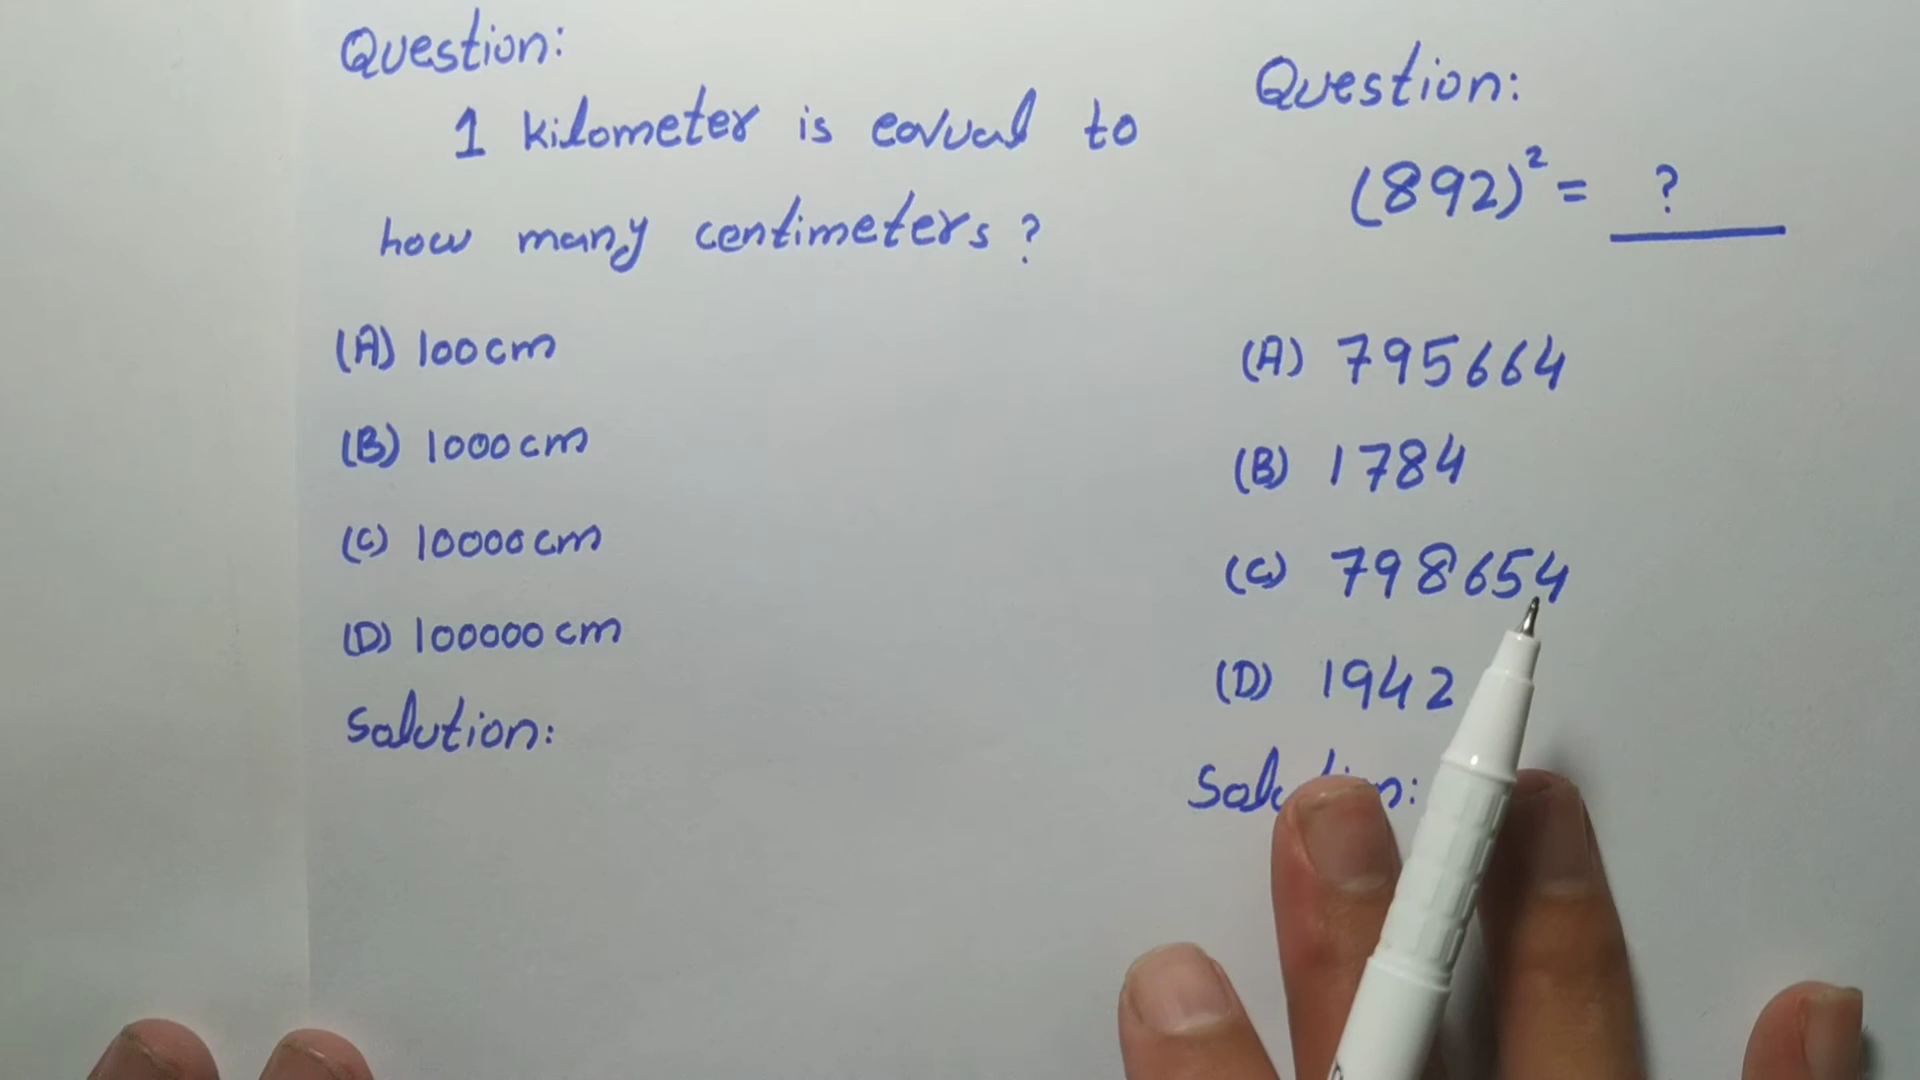 Question:
1 kilometer is eaual to
how many centimeters ?
(A) 100cm
(B) 1000cm
(C) 10000cm
(D) 100000cm
Solution:
Question:
(892)² = ?
(A) 795664
(B) 1784
(C) 798654
(D) 1942